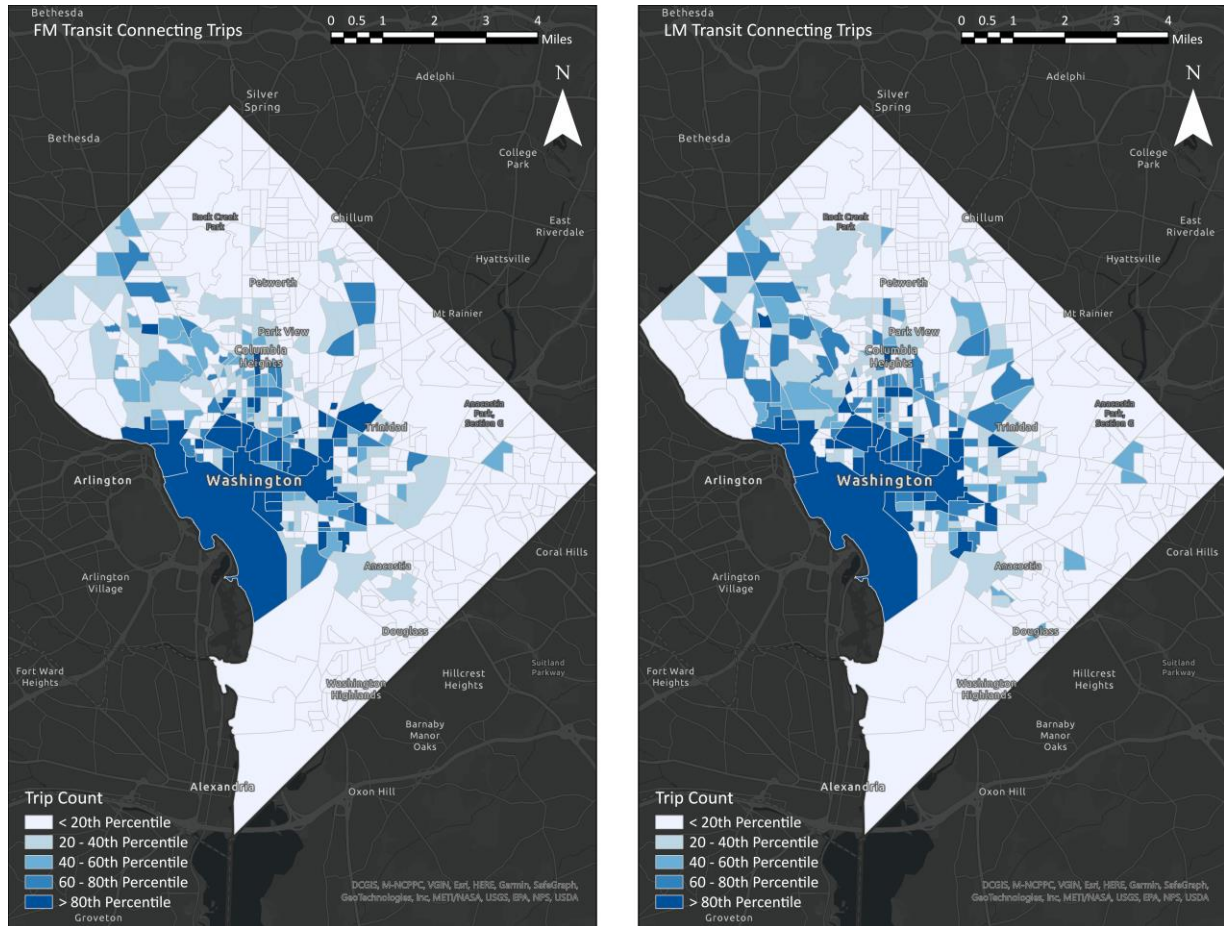 Bethesda
FM Transit Connecting Trips
0 0.5 1 2 3 4
Miles
N
Adelphi
Silver
Spring
Bethesda
College
Park
Rock Creek
Park
Chillum
East
Riverdale
Hyattsville
Petworth
Mt Rainier
Park View
Columbia
Heights
Anacostia
Park,
Section G
Trinidad
Arlington
Washington
Coral Hills
Anacostia
Arlington
Village
Douglass
Fort Ward
Heights
Hillcrest
Heights
Suitland
Parkway
Washington
Highlands
Barnaby
Manor
Oaks
Alexandria
Oxon Hill
Trip Count
< 20th Percentile
20 - 40th Percentile
40 - 60th Percentile
60 - 80th Percentile
> 80th Percentile
Groveton
DCGIS, M-NCPPC, VGIN, Esri, HERE, Garmin, SafeGraph,
GeoTechnologies, Inc, METI/NASA, USGS, EPA, NPS, USDA
Bethesda
LM Transit Connecting Trips
0 0.5 1 2 3 4
Miles
N
Adelphi
Silver
Spring
Bethesda
College
Park
Rock Creek
Park
Chillum
East
Riverdale
Hyattsville
Petworth
Mt Rainier
Park View
Columbia
Heights
Anacostia
Park,
Section G
Trinidad
Arlington
Washington
Coral Hills
Anacostia
Arlington
Village
Douglass
Fort Ward
Heights
Hillcrest
Heights
Suitland
Parkway
Washington
Highlands
Barnaby
Manor
Oaks
Alexandria
Oxon Hill
Trip Count
< 20th Percentile
20 - 40th Percentile
40 - 60th Percentile
60 - 80th Percentile
> 80th Percentile
Groveton
DCGIS, M-NCPPC, VGIN, Esri, HERE, Garmin, SafeGraph,
GeoTechnologies, Inc, METI/NASA, USGS, EPA, NPS, USDA